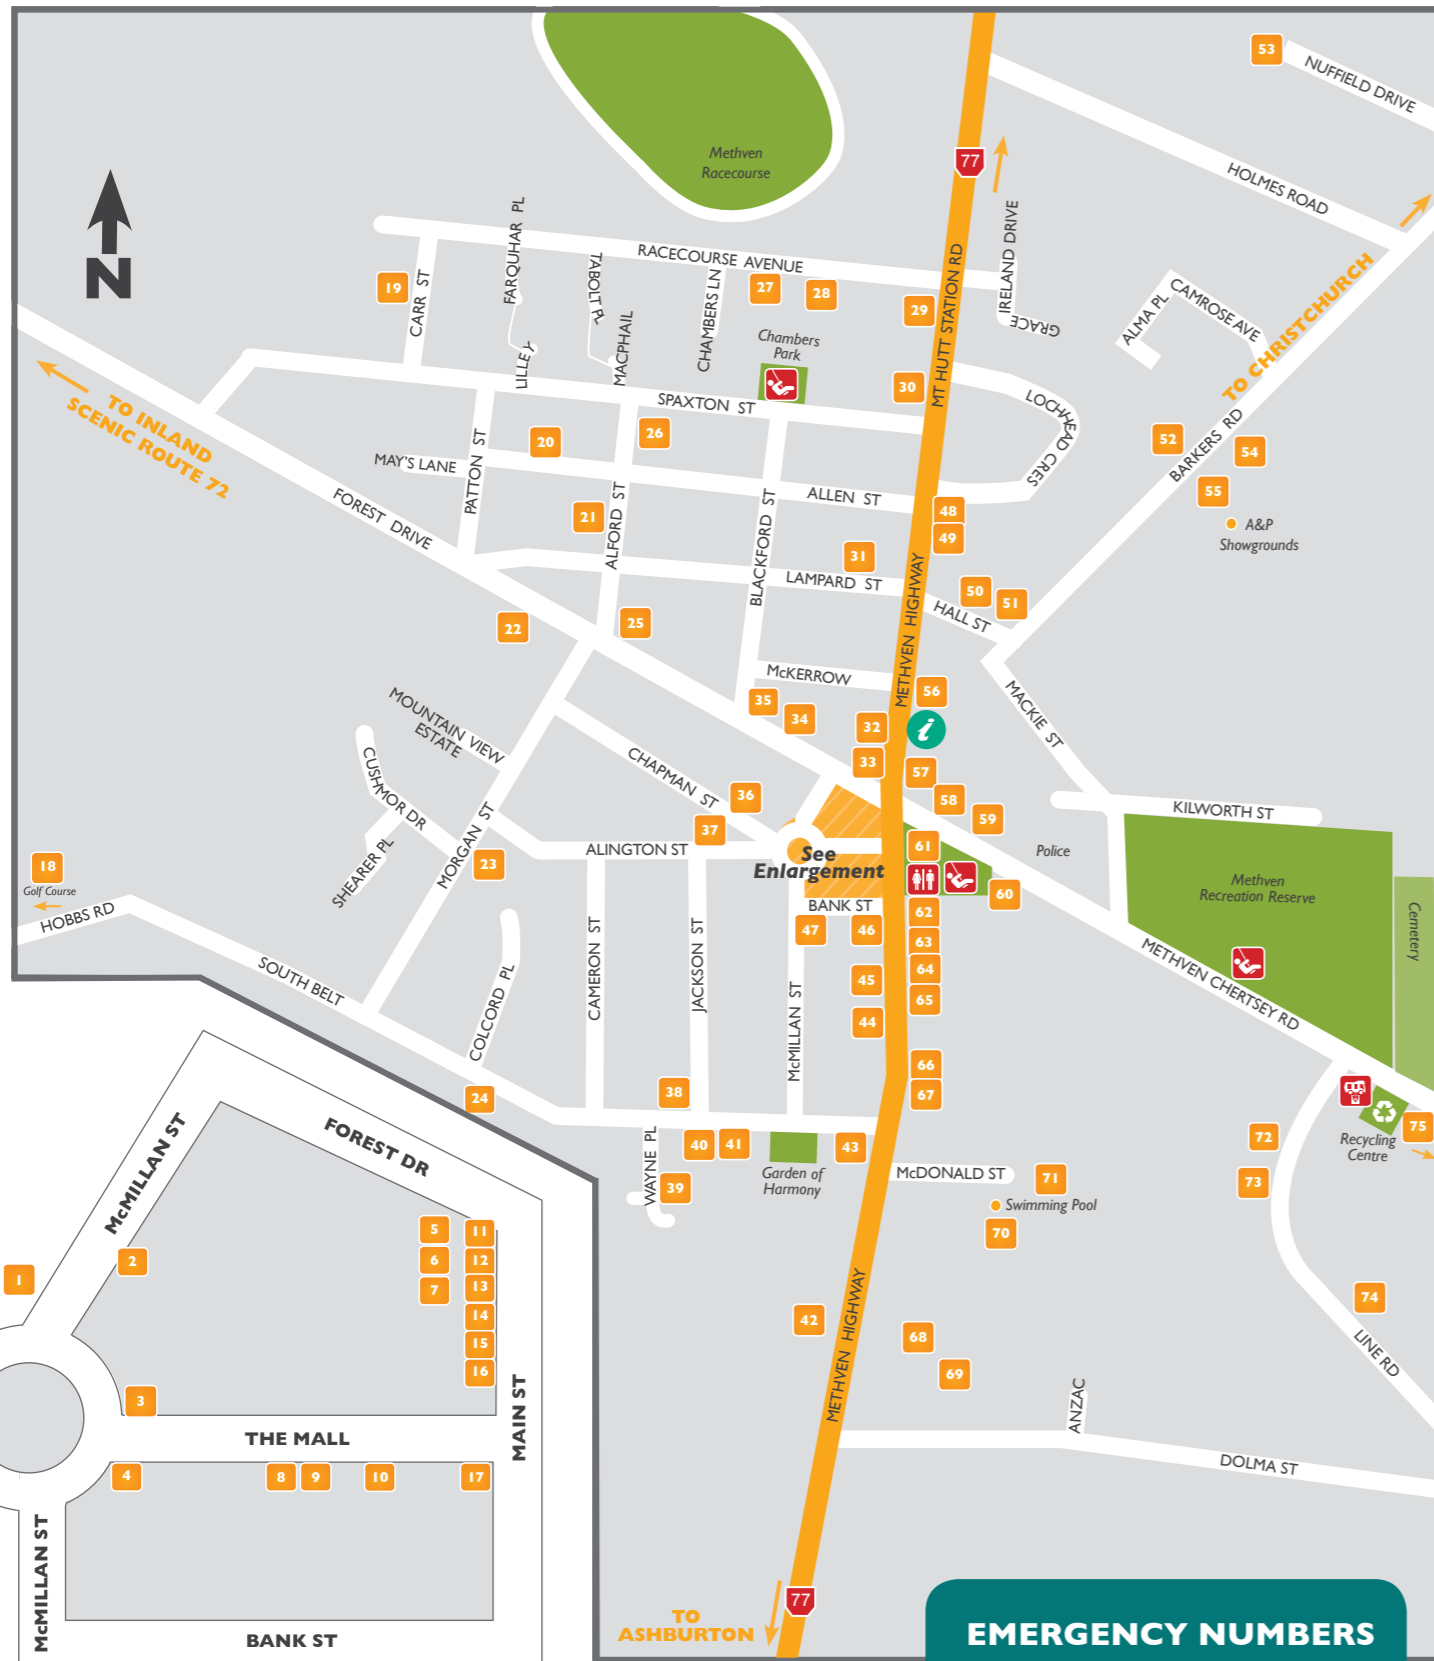 53
NUFFIELD DRIVE
Methven
Racecourse
77
HOLMES ROAD
N
FARQUHAR PL
TABOLT PL
RACECOURSE AVENUE
IRELAND DRIVE
GRACE
19
CARR ST
27
28
29
CHAMBERS LN
MT HUTT STATION RD
ALMA PL
CAMROSE AVE
TO CHRISTCHURCH
LILLEY
MACPHAIL
Chambers
Park
30
SPAXTON ST
LOCHHEAD CRES
TO INLAND
SCENIC ROUTE 72
20
26
52
BARKERS RD
54
MAY'S LANE
PATTON ST
55
A&P
Showgrounds
FOREST DRIVE
21
ALFORD ST
BLACKFORD ST
ALLEN ST
48
49
31
LAMPARD ST
METHVEN HIGHWAY
50
51
HALL ST
22
25
McKERROW
56
MACKIE ST
MOUNTAIN VIEW
ESTATE
35
34
32
i
33
57
CUSHMOR DR
CHAPMAN ST
36
58
59
KILWORTH ST
37
SHEARER PL
MORGAN ST
23
ALINGTON ST
See
Enlargement
61
Police
18
Golf Course
HOBBS RD
60
Methven
Recreation Reserve
Cemetery
BANK ST
47
46
62
63
64
65
SOUTH BELT
COLCORD PL
CAMERON ST
JACKSON ST
McMILLAN ST
45
44
METHVEN CHERTSEY RD
66
67
24
38
40
41
43
WAYNE PL
39
Garden of
Harmony
McDONALD ST
71
Swimming Pool
70
72
73
Recycling
Centre
75
42
METHVEN HIGHWAY
68
69
74
LINE RD
ANZAC
DOLMA ST
77
TO
ASHBURTON
McMILLAN ST
FOREST DR
1
2
5
6
7
11
12
13
14
15
16
3
THE MALL
MAIN ST
4
8
9
10
17
McMILLAN ST
BANK ST
EMERGENCY NUMBERS